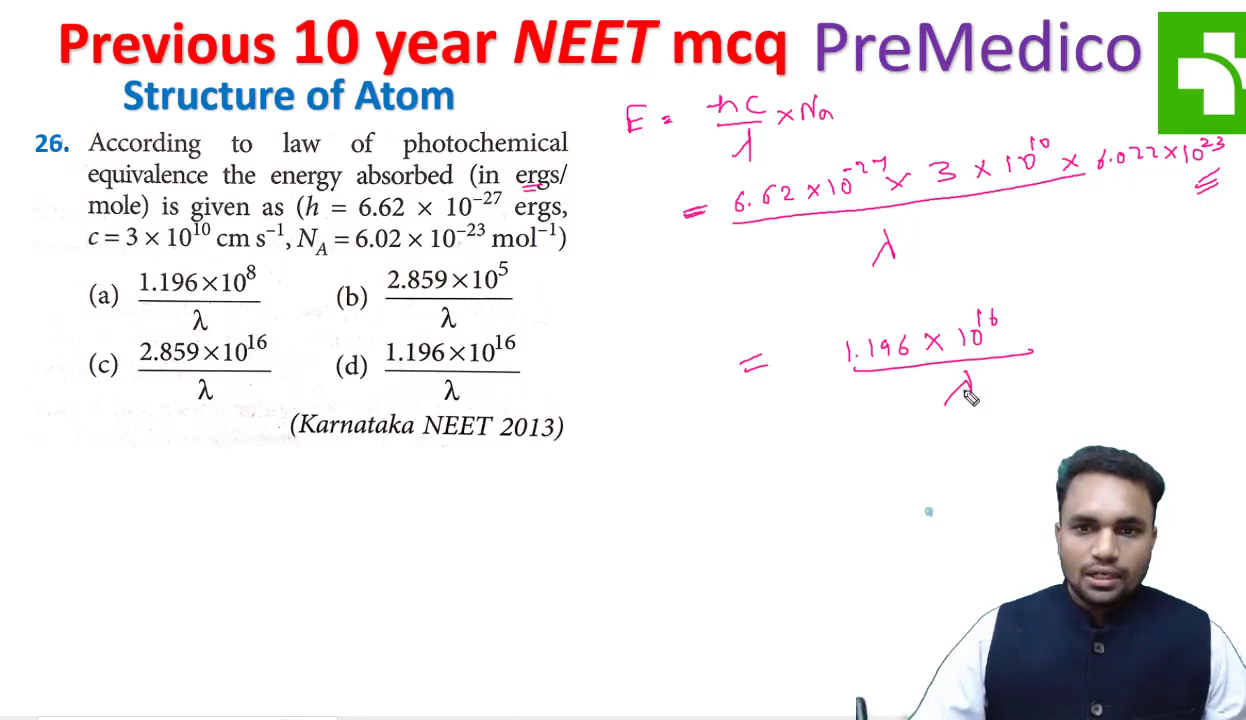 Previous 10 year NEET mcq PreMedico
Structure of Atom
26. According to law of photochemical
equivalence the energy absorbed (in ergs/
mole) is given as (h = 6.62 × 10⁻²⁷ ergs,
c = 3 × 10¹⁰ cm s⁻¹, N_A = 6.02 × 10⁻²³ mol⁻¹)
(a) 1.196×10⁸/λ (b) 2.859×10⁵/λ
(c) 2.859×10¹⁶/λ (d) 1.196×10¹⁶/λ
(Karnataka NEET 2013)
E = hc/λ × Na
= 6.62 × 10⁻²⁷ × 3 × 10¹⁰ × 6.022 × 10²³/λ
= 1.196 × 10¹⁶/λ